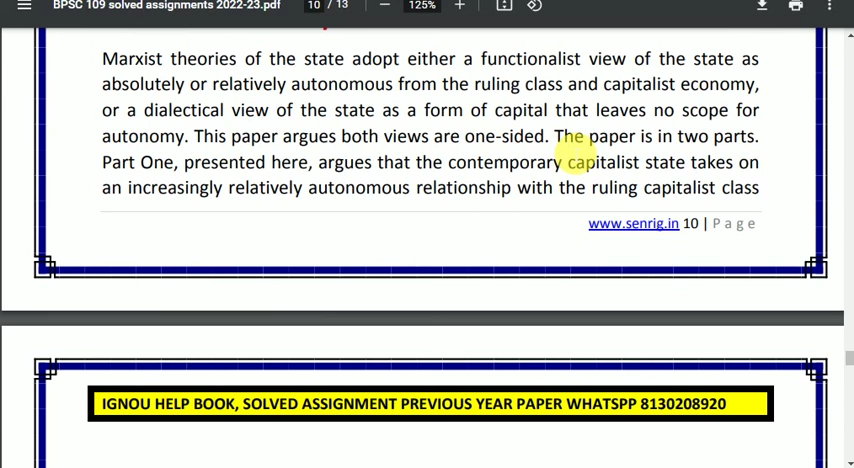 BPSC 109 solved assignments 2022-23.pdf 10 / 13 — 125% +
Marxist theories of the state adopt either a functionalist view of the state as
absolutely or relatively autonomous from the ruling class and capitalist economy,
or a dialectical view of the state as a form of capital that leaves no scope for
autonomy. This paper argues both views are one-sided. The paper is in two parts.
Part One, presented here, argues that the contemporary capitalist state takes on
an increasingly relatively autonomous relationship with the ruling capitalist class
www.senrig.in 10 | P a g e
IGNOU HELP BOOK, SOLVED ASSIGNMENT PREVIOUS YEAR PAPER WHATSPP 8130208920